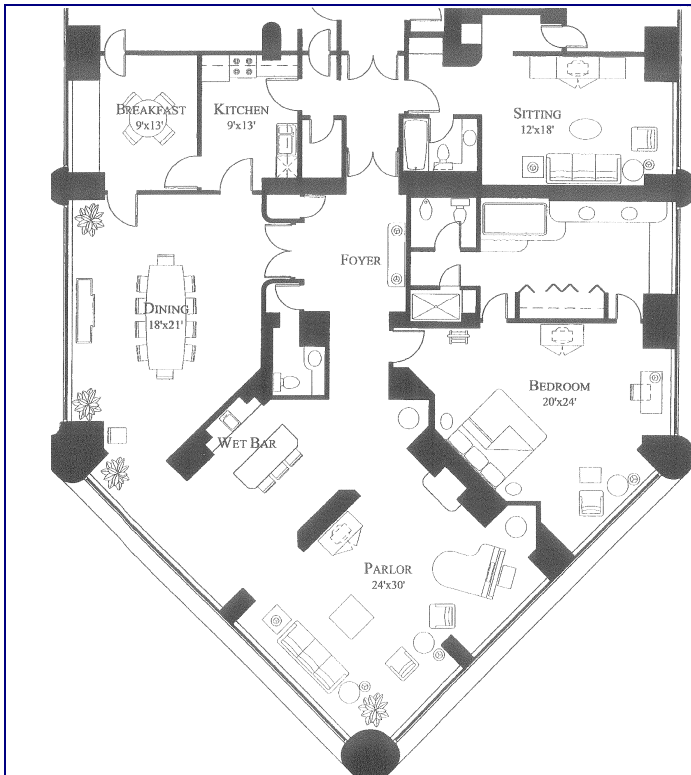 BREAKFAST
9'x13'
KITCHEN
9'x13'
SITTING
12'x18'
FOYER
DINING
18'x21'
BEDROOM
20'x24'
WET BAR
PARLOR
24'x30'